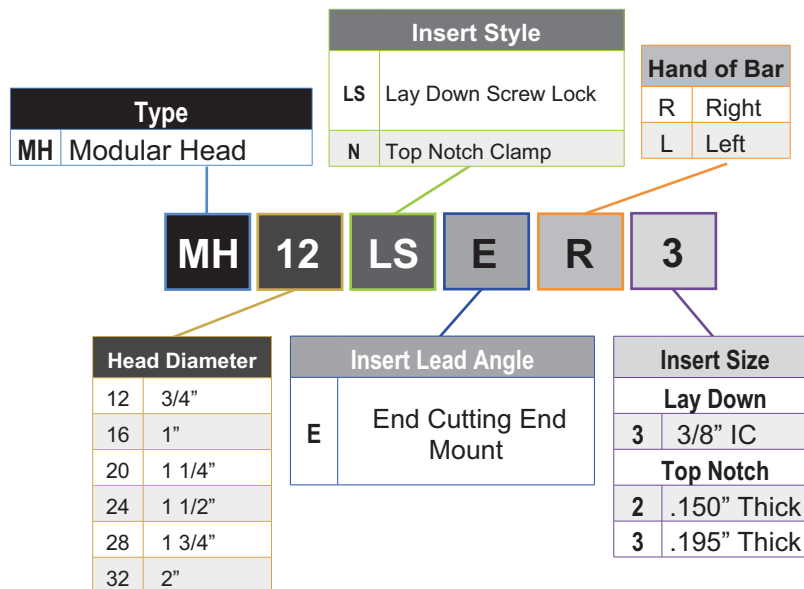 Insert Style
LS Lay Down Screw Lock
N Top Notch Clamp
Hand of Bar
R Right
L Left
Type
MH Modular Head
MH 12 LS E R 3
Head Diameter
12 3/4”
16 1”
20 1 1/4”
24 1 1/2”
28 1 3/4”
32 2”
Insert Lead Angle
E End Cutting End
Mount
Insert Size
Lay Down
3 3/8” IC
Top Notch
2 .150” Thick
3 .195” Thick